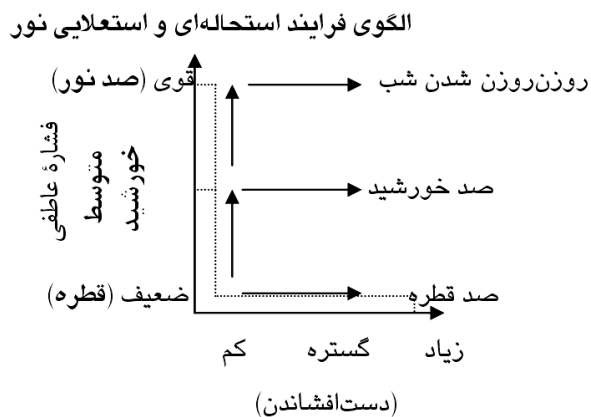 الگوی فرایند استحاله‌ای و استعلایی نور
روزن‌روزن شدن شب
قوی (صد نور)
صد خورشید
فشارهٔ عاطفی
متوسط
خورشید
صد قطره
ضعیف (قطره)
زیاد گستره کم
(دست‌افشاندن)